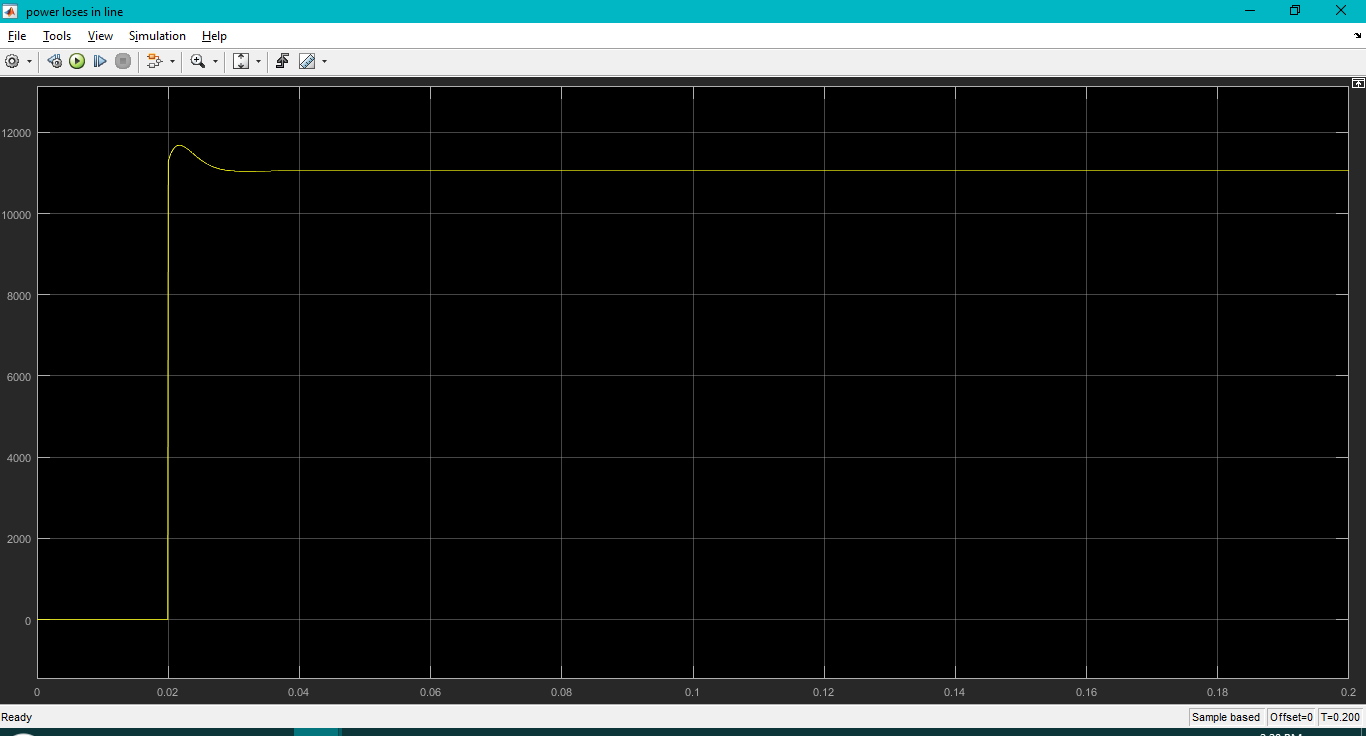 power loses in line
File Tools View Simulation Help
12000
10000
8000
6000
4000
2000
0
0 0.02 0.04 0.06 0.08 0.1 0.12 0.14 0.16 0.18 0.2
Ready Sample based Offset=0 T=0.200